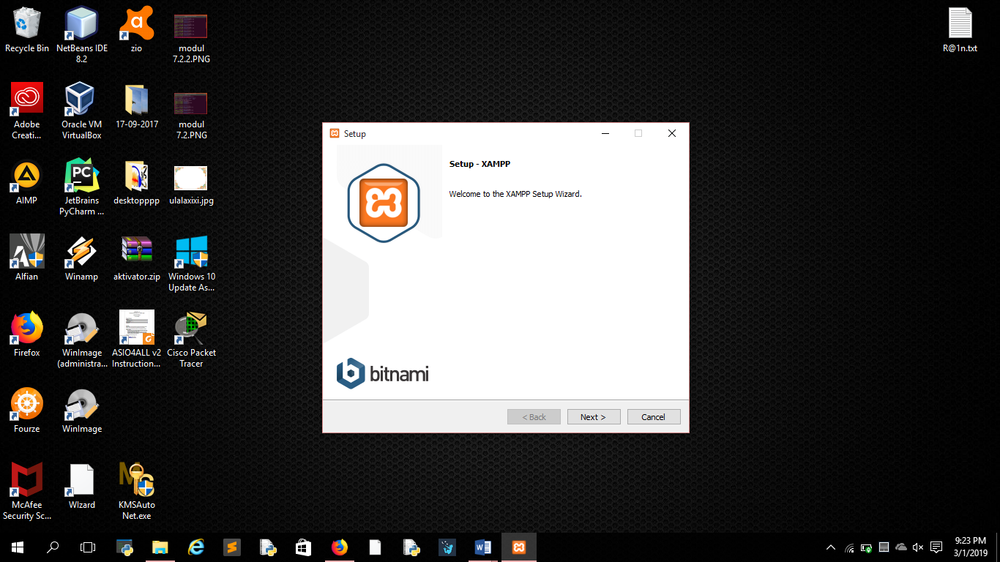 Recycle Bin
NetBeans IDE
8.2
zio
modul
7.2.2.PNG
R@1n.txt
Adobe
Creati...
Oracle VM
VirtualBox
17-09-2017
modul
7.2.PNG
AIMP
PC
JetBrains
PyCharm ...
desktopppp
ulalaxixi.jpg
Alfian
Winamp
aktivator.zip
Windows 10
Update As...
Firefox
WinImage
(administra...
ASIO4ALL v2
Instruction...
Cisco Packet
Tracer
Fourze
WinImage
McAfee
Security Sc...
WIzard
KMSAuto
Net.exe
Setup
Setup - XAMPP
Welcome to the XAMPP Setup Wizard.
bitnami
< Back
Next >
Cancel
9:23 PM
3/1/2019